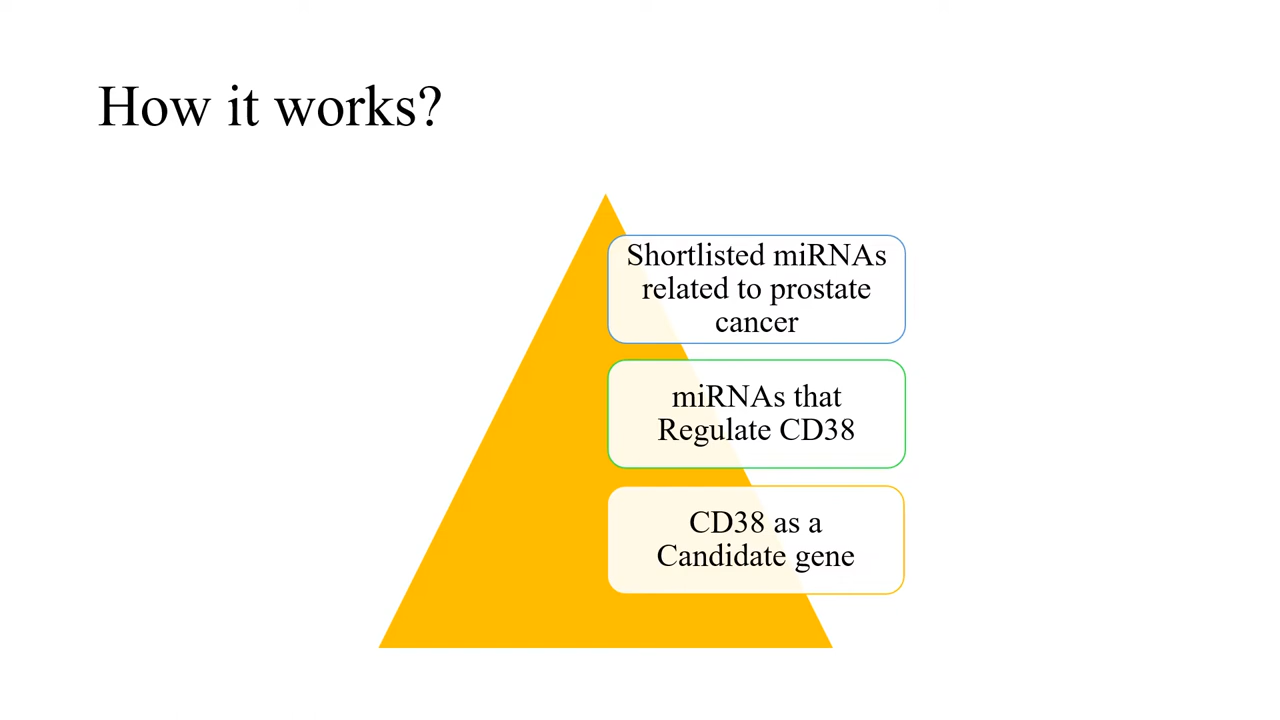 How it works?
Shortlisted miRNAs
related to prostate
cancer
miRNAs that
Regulate CD38
CD38 as a
Candidate gene